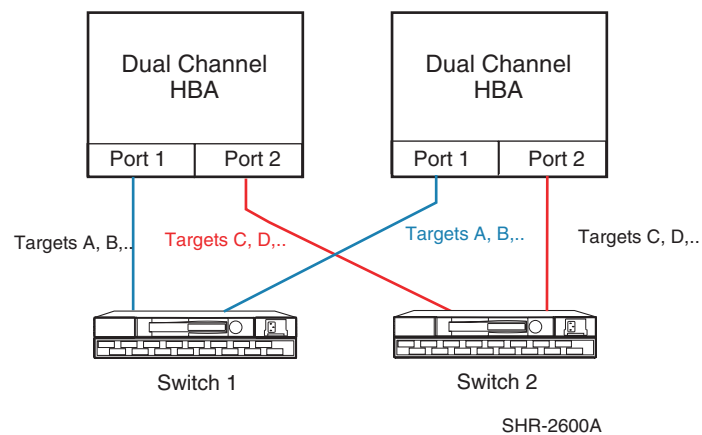 Dual Channel
HBA
Dual Channel
HBA
Port 1
Port 2
Port 1
Port 2
Targets A, B,..
Targets C, D,..
Targets A, B,..
Targets C, D,..
Switch 1
Switch 2
SHR-2600A